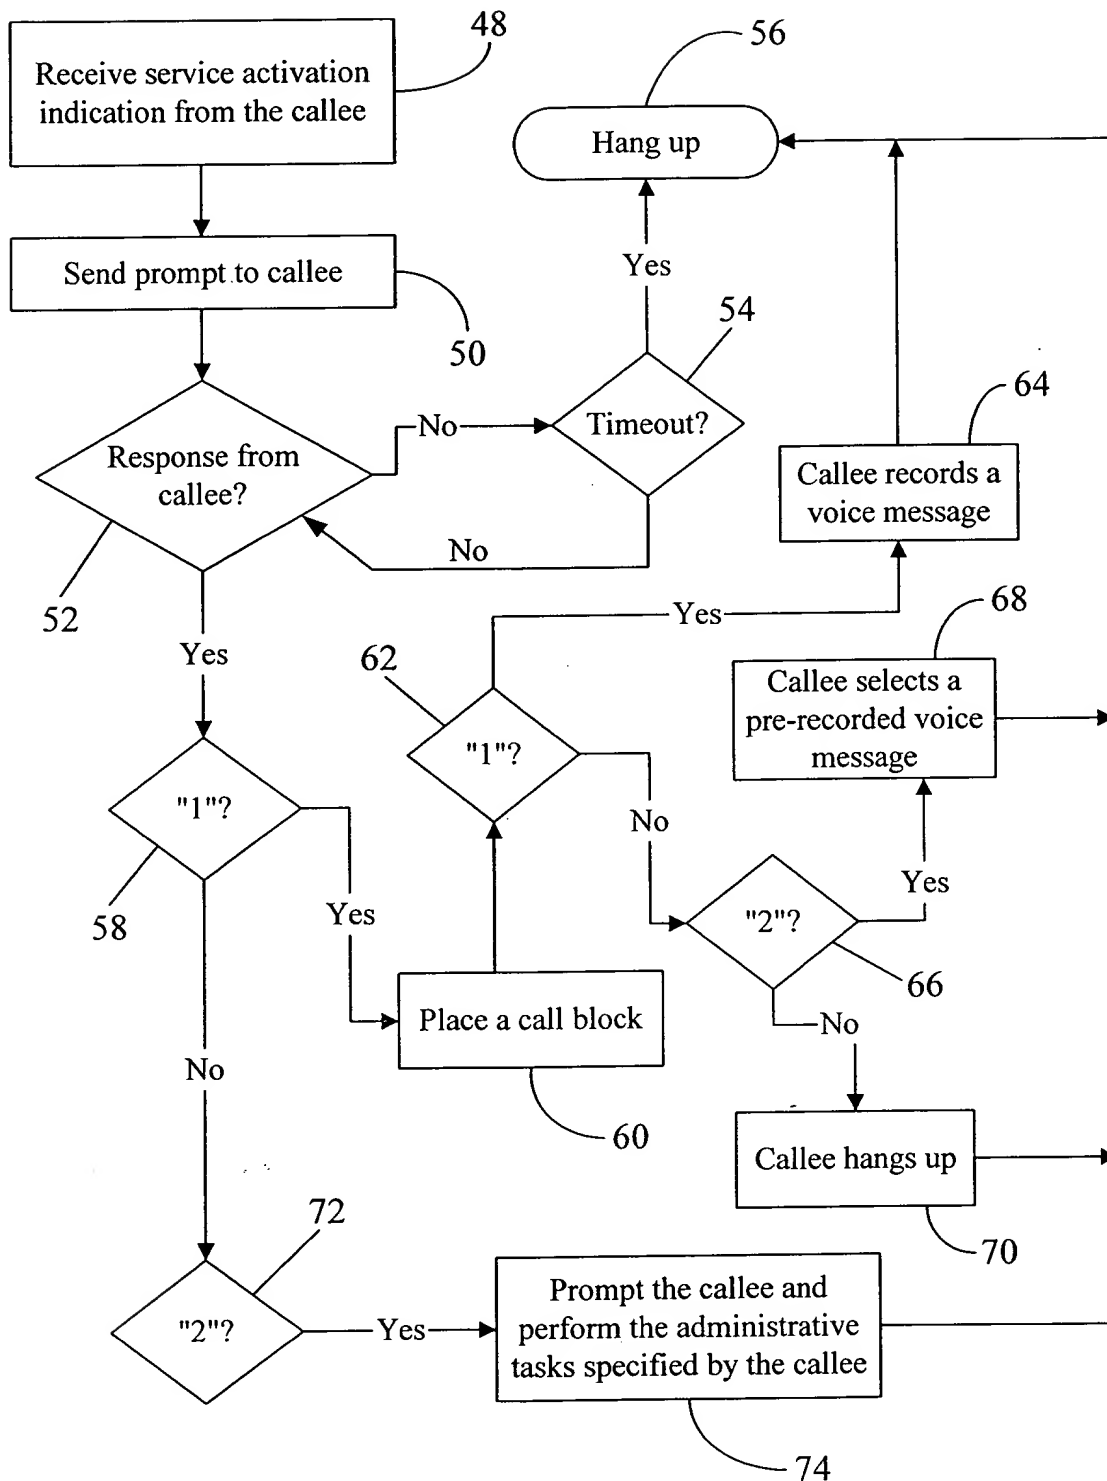 48
Receive service activation
indication from the callee
56
Hang up
Send prompt to callee
50
Yes
54
Timeout?
No
Response from
callee?
52
No
64
Callee records a
voice message
Yes
Yes
62
"1"?
68
Callee selects a
pre-recorded voice
message
"1"?
58
Yes
No
"2"?
Yes
66
Place a call block
60
No
No
Callee hangs up
70
72
"2"?
Yes
Prompt the callee and
perform the administrative
tasks specified by the callee
74